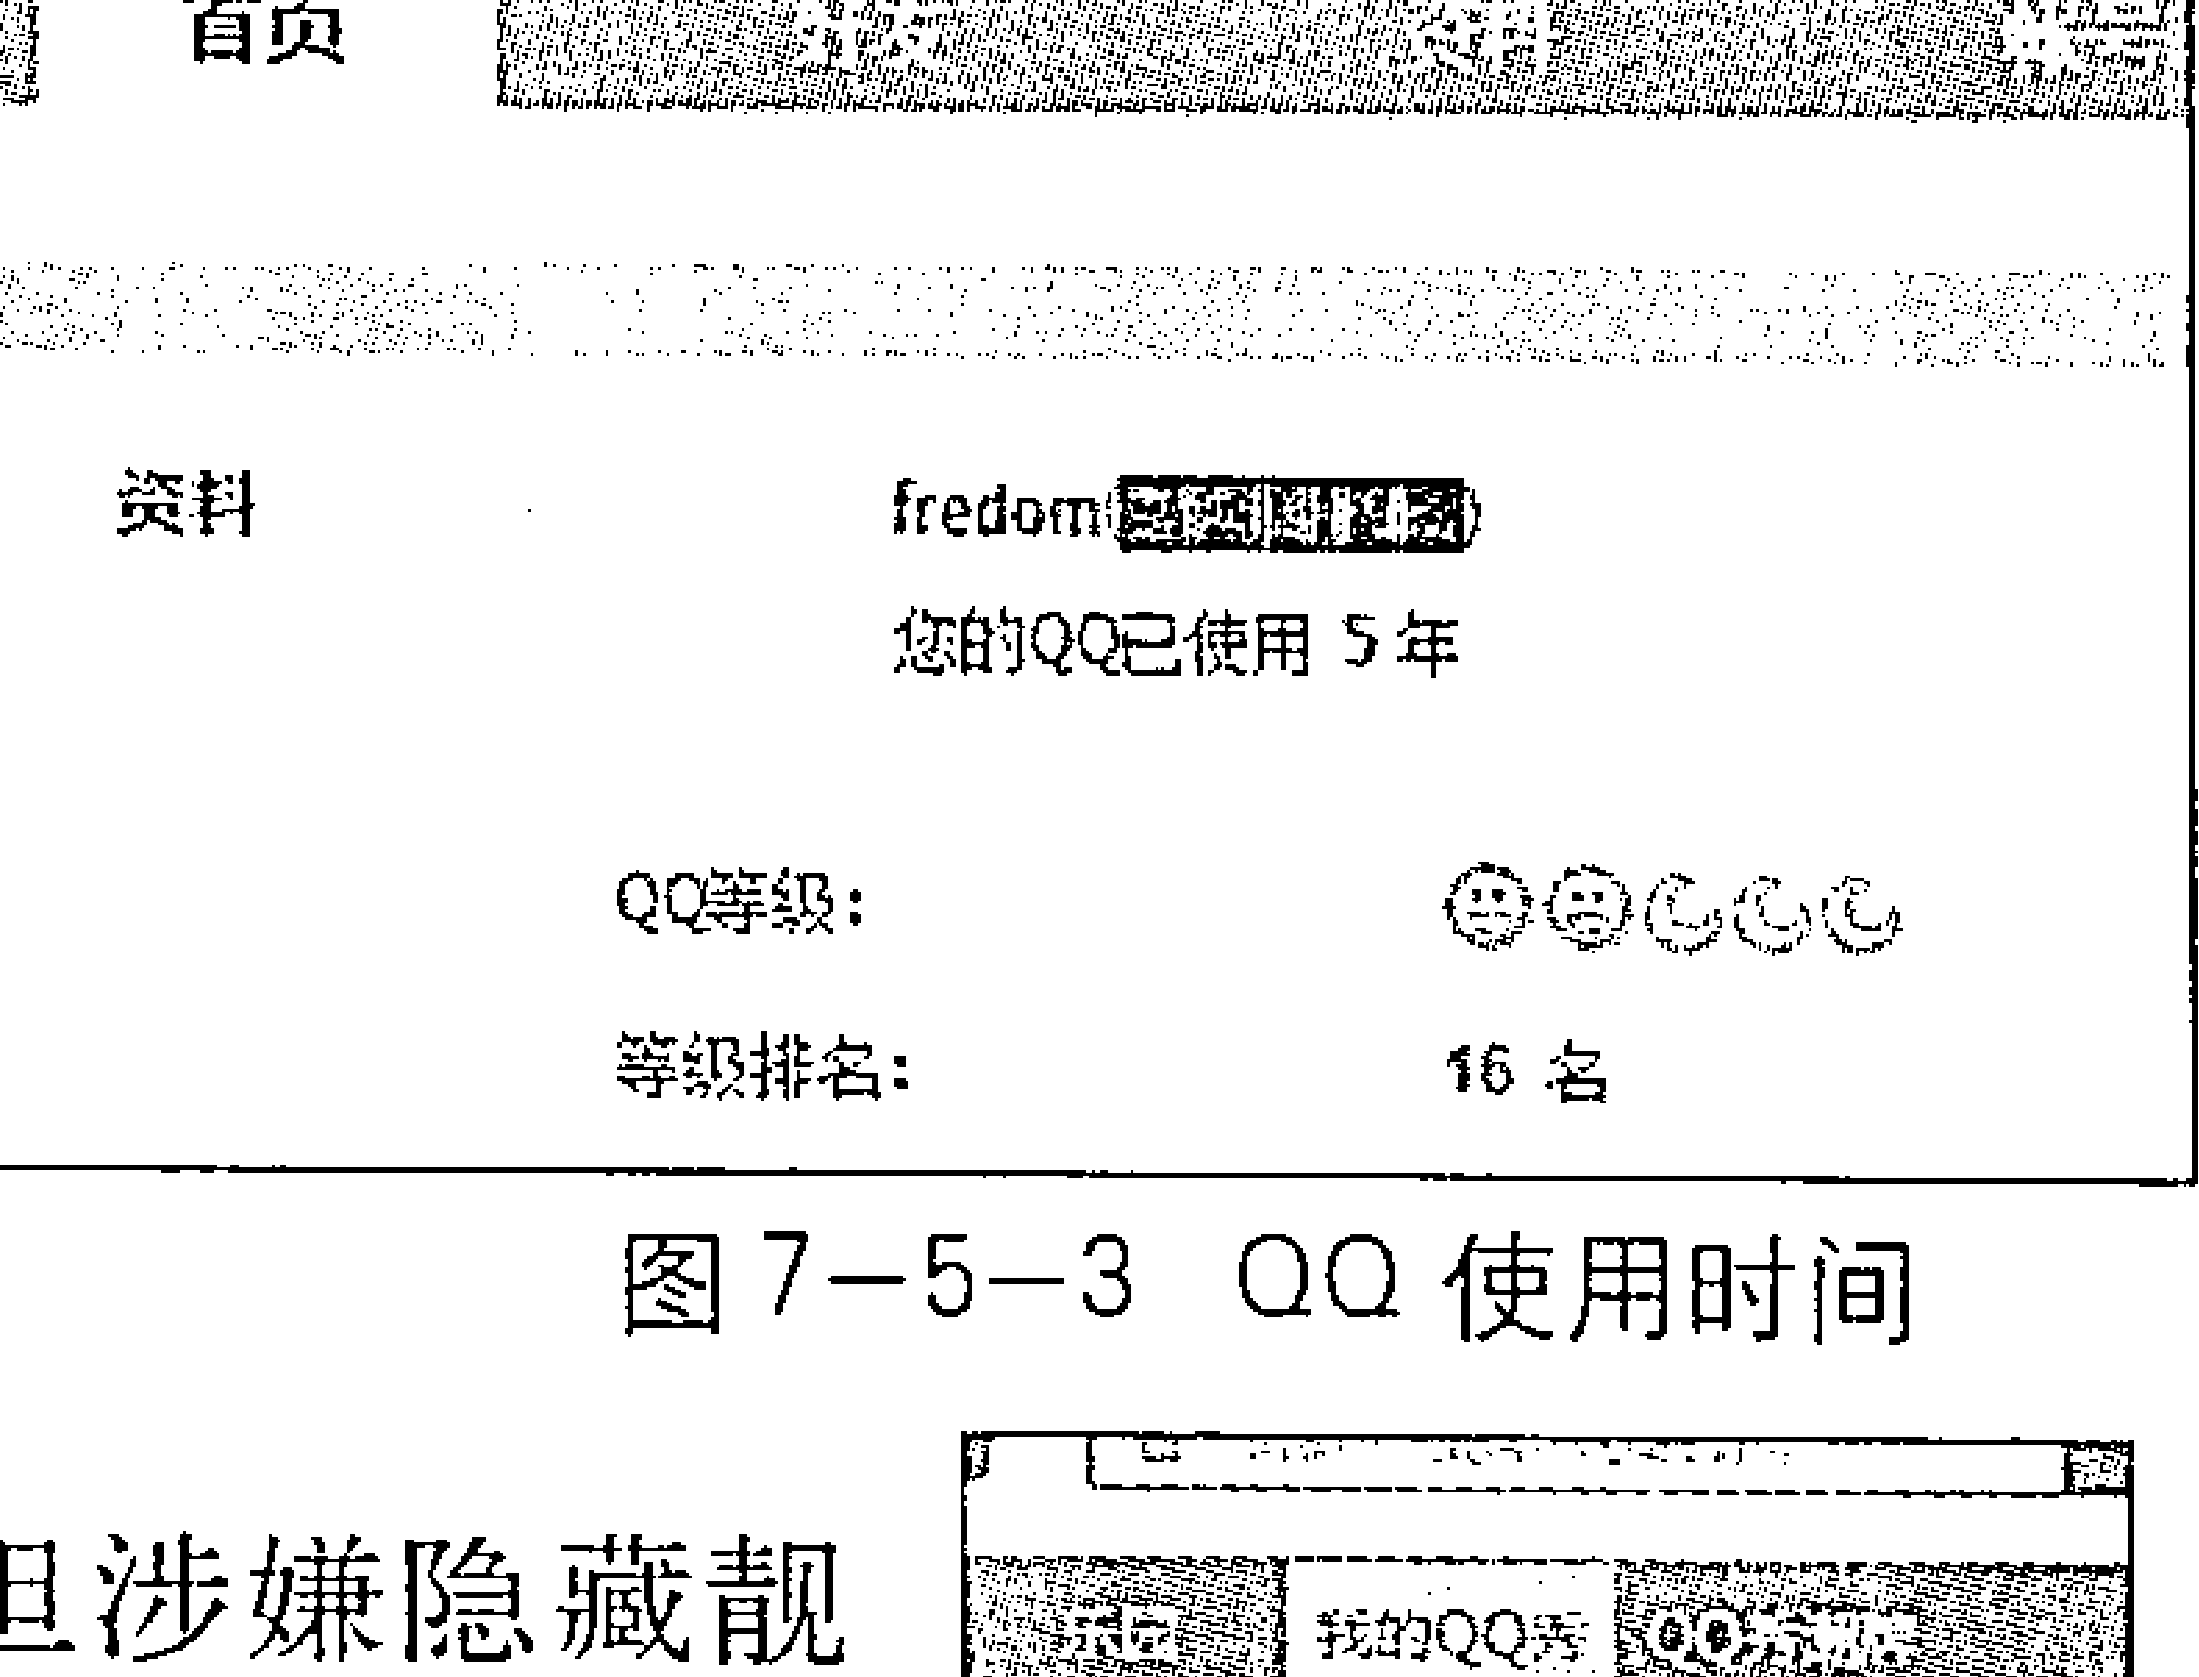 首页
资料
fredom
您的QQ已使用 5 年
QQ等级:
等级排名: 16 名
图 7-5-3 QQ 使用时间
但涉嫌隐藏靓
我的QQ秀